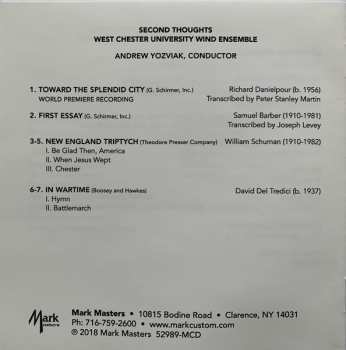 SECOND THOUGHTS
WEST CHESTER UNIVERSITY WIND ENSEMBLE
ANDREW YOZVIAK, CONDUCTOR
1. TOWARD THE SPLENDID CITY (G. Schirmer, Inc.) Richard Danielpour (b. 1956)
WORLD PREMIERE RECORDING Transcribed by Peter Stanley Martin
2. FIRST ESSAY (G. Schirmer, Inc.) Samuel Barber (1910-1981)
Transcribed by Joseph Levey
3-5. NEW ENGLAND TRIPTYCH (Theodore Presser Company) William Schuman (1910-1982)
I. Be Glad Then, America
II. When Jesus Wept
III. Chester
6-7. IN WARTIME (Boosey and Hawkes) David Del Tredici (b. 1937)
I. Hymn
II. Battlemarch
Mark Masters • 10815 Bodine Road • Clarence, NY 14031
Ph: 716-759-2600 • www.markcustom.com
℗ 2018 Mark Masters 52989-MCD
Mark
masters